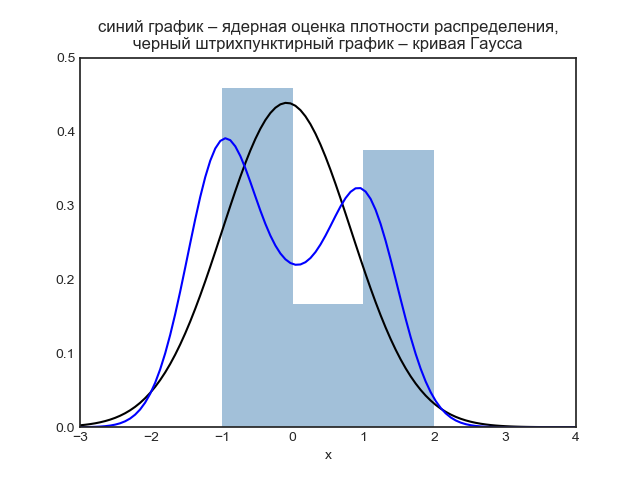 синий график – ядерная оценка плотности распределения,
черный штрихпунктирный график – кривая Гаусса
0.5
0.4
0.3
0.2
0.1
0.0
−3 −2 −1 0 1 2 3 4
x